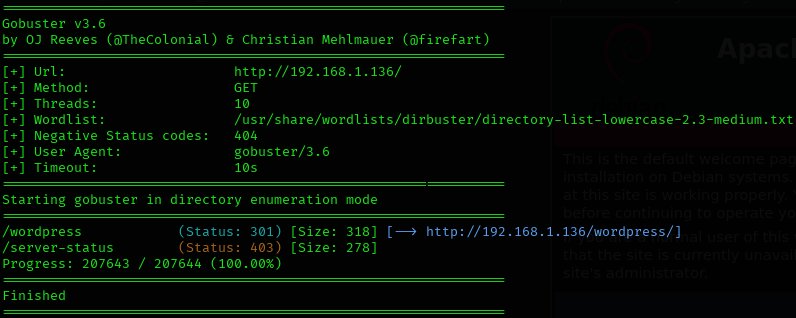 ===============================================================
Gobuster v3.6
by OJ Reeves (@TheColonial) & Christian Mehlmauer (@firefart)
===============================================================
[+] Url:                     http://192.168.1.136/
[+] Method:                  GET
[+] Threads:                 10
[+] Wordlist:                /usr/share/wordlists/dirbuster/directory-list-lowercase-2.3-medium.txt
[+] Negative Status codes:   404
[+] User Agent:              gobuster/3.6
[+] Timeout:                 10s
===============================================================
Starting gobuster in directory enumeration mode
===============================================================
/wordpress            (Status: 301) [Size: 318] [--> http://192.168.1.136/wordpress/]
/server-status        (Status: 403) [Size: 278]
Progress: 207643 / 207644 (100.00%)
===============================================================
Finished
===============================================================
Apac
This is the default welcome pag
installation on Debian systems.
at this site is working properly.
before continuing to operate yo
user of this
that the site is currently unavai
site's administrator.